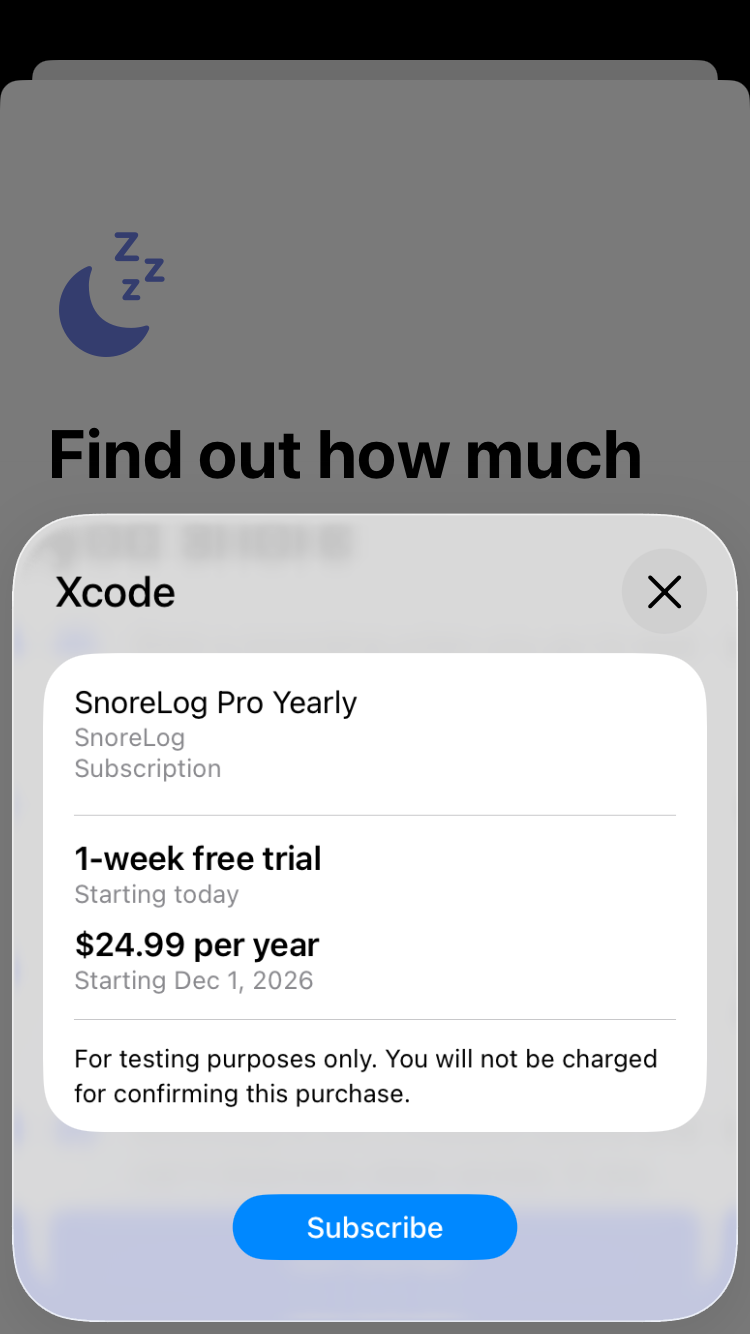 Z
Z
Z
Find out how much
Xcode
SnoreLog Pro Yearly
SnoreLog
Subscription
1-week free trial
Starting today
$24.99 per year
Starting Dec 1, 2026
For testing purposes only. You will not be charged
for confirming this purchase.
Subscribe